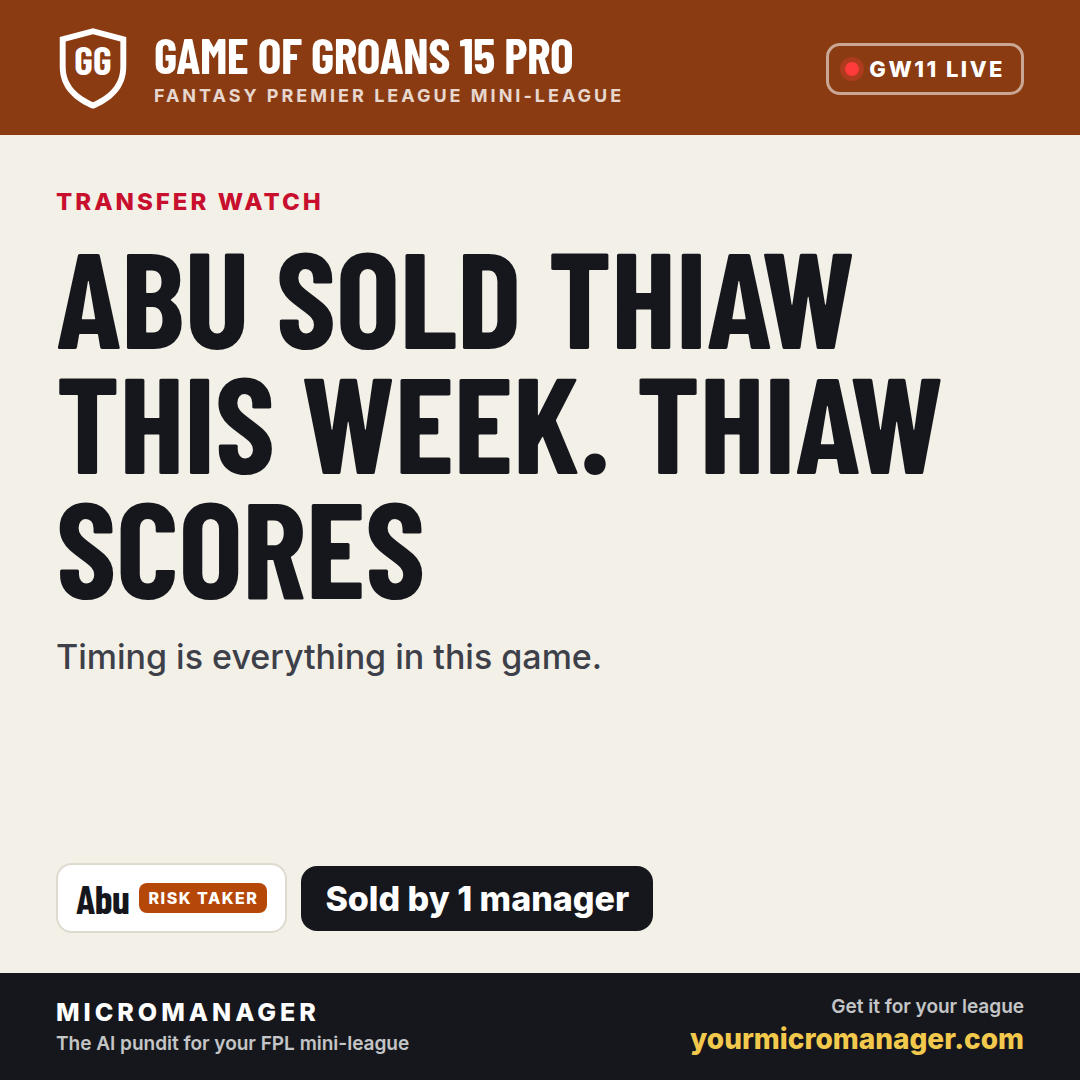 GG
GAME OF GROANS 15 PRO
FANTASY PREMIER LEAGUE MINI-LEAGUE
GW11 LIVE
TRANSFER WATCH
ABU SOLD THIAW
THIS WEEK. THIAW
SCORES
Timing is everything in this game.
Abu RISK TAKER
Sold by 1 manager
MICROMANAGER
The AI pundit for your FPL mini-league
Get it for your league
yourmicromanager.com